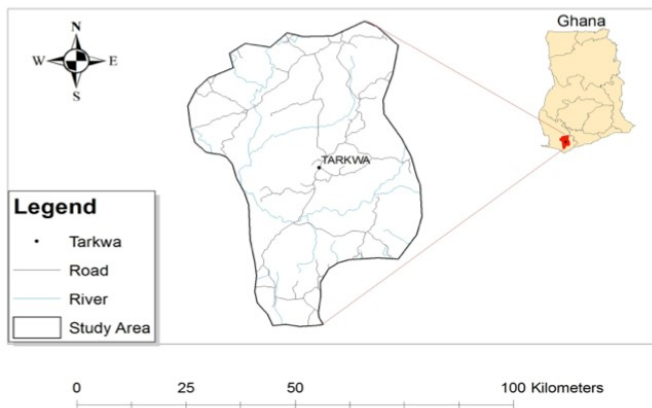 N
W E
S
Ghana
TARKWA
Legend
Tarkwa
Road
River
Study Area
0 25 50 100 Kilometers